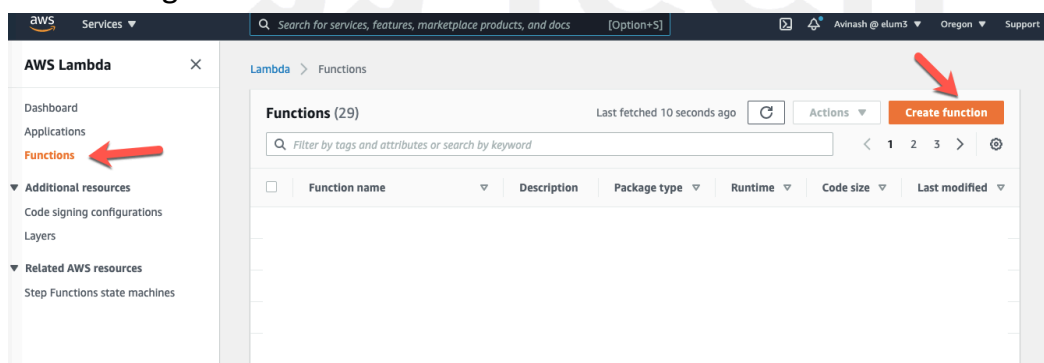 aws Services ▼ Search for services, features, marketplace products, and docs [Option+S] Avinash @ elum3 ▼ Oregon ▼ Support
AWS Lambda ×
Lambda > Functions
Dashboard
Applications
Functions
Additional resources
Code signing configurations
Layers
Related AWS resources
Step Functions state machines
Functions (29) Last fetched 10 seconds ago Actions ▼ Create function
Filter by tags and attributes or search by keyword < 1 2 3 >
Function name Description Package type Runtime Code size Last modified